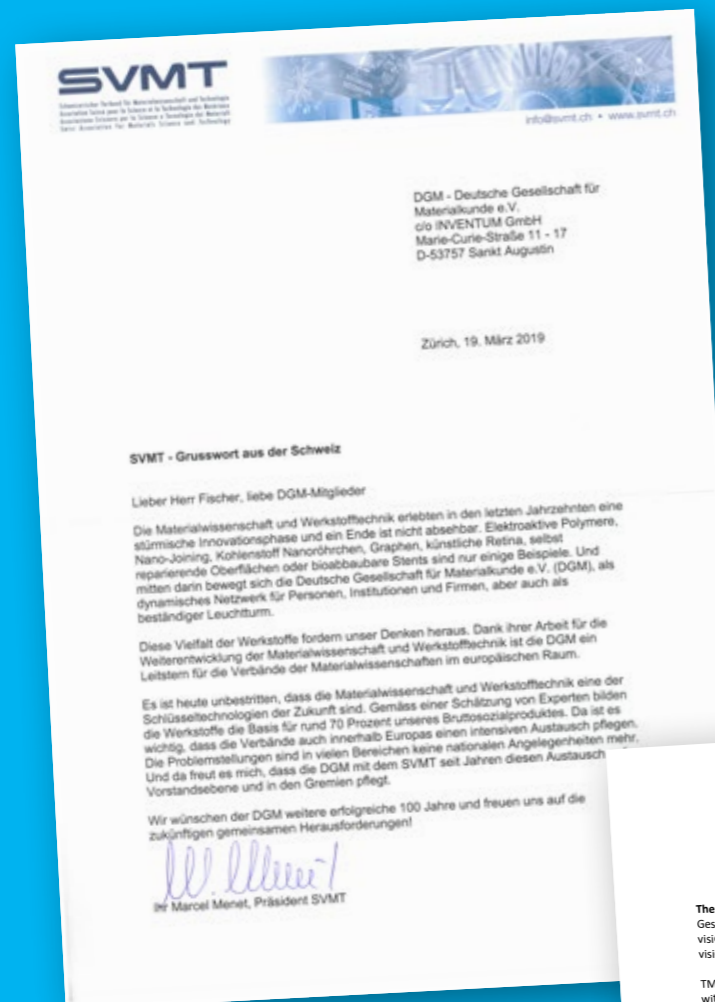 SVMT
Schweizerischer Verband für Materialwissenschaft und Technologie
Association Suisse pour la Science et la Technologie des Matériaux
Associazione Svizzera per la Scienza e Tecnologia dei Materiali
Swiss Association for Materials Science and Technology
info@svmt.ch • www.svmt.ch
DGM - Deutsche Gesellschaft für
Materialkunde e.V.
c/o INVENTUM GmbH
Marie-Curie-Straße 11 - 17
D-53757 Sankt Augustin
Zürich, 19. März 2019
SVMT - Grusswort aus der Schweiz
Lieber Herr Fischer, liebe DGM-Mitglieder
Die Materialwissenschaft und Werkstofftechnik erlebten in den letzten Jahrzehnten eine
stürmische Innovationsphase und ein Ende ist nicht absehbar. Elektroaktive Polymere,
Nano-Joining, Kohlenstoff Nanoröhrchen, Graphen, künstliche Retina, selbst
reparierende Oberflächen oder bioabbaubare Stents sind nur einige Beispiele. Und
mitten darin bewegt sich die Deutsche Gesellschaft für Materialkunde e.V. (DGM), als
dynamisches Netzwerk für Personen, Institutionen und Firmen, aber auch als
beständiger Leuchtturm.
Diese Vielfalt der Werkstoffe fordern unser Denken heraus. Dank ihrer Arbeit für die
Weiterentwicklung der Materialwissenschaft und Werkstofftechnik ist die DGM ein
Leitstern für die Verbände der Materialwissenschaften im europäischen Raum.
Es ist heute unbestritten, dass die Materialwissenschaft und Werkstofftechnik eine der
Schlüsseltechnologien der Zukunft sind. Gemäss einer Schätzung von Experten bilden
die Werkstoffe die Basis für rund 70 Prozent unseres Bruttosozialproduktes. Da ist es
wichtig, dass die Verbände auch innerhalb Europas einen intensiven Austausch pflegen.
Die Problemstellungen sind in vielen Bereichen keine nationalen Angelegenheiten mehr.
Und da freut es mich, dass die DGM mit dem SVMT seit Jahren diesen Austausch
Vorstandsebene und in den Gremien pflegt.
Wir wünschen der DGM weitere erfolgreiche 100 Jahre und freuen uns auf die
zukünftigen gemeinsamen Herausforderungen!
Ihr Marcel Menet, Präsident SVMT
The
Ges
visi
visi
TM
wit